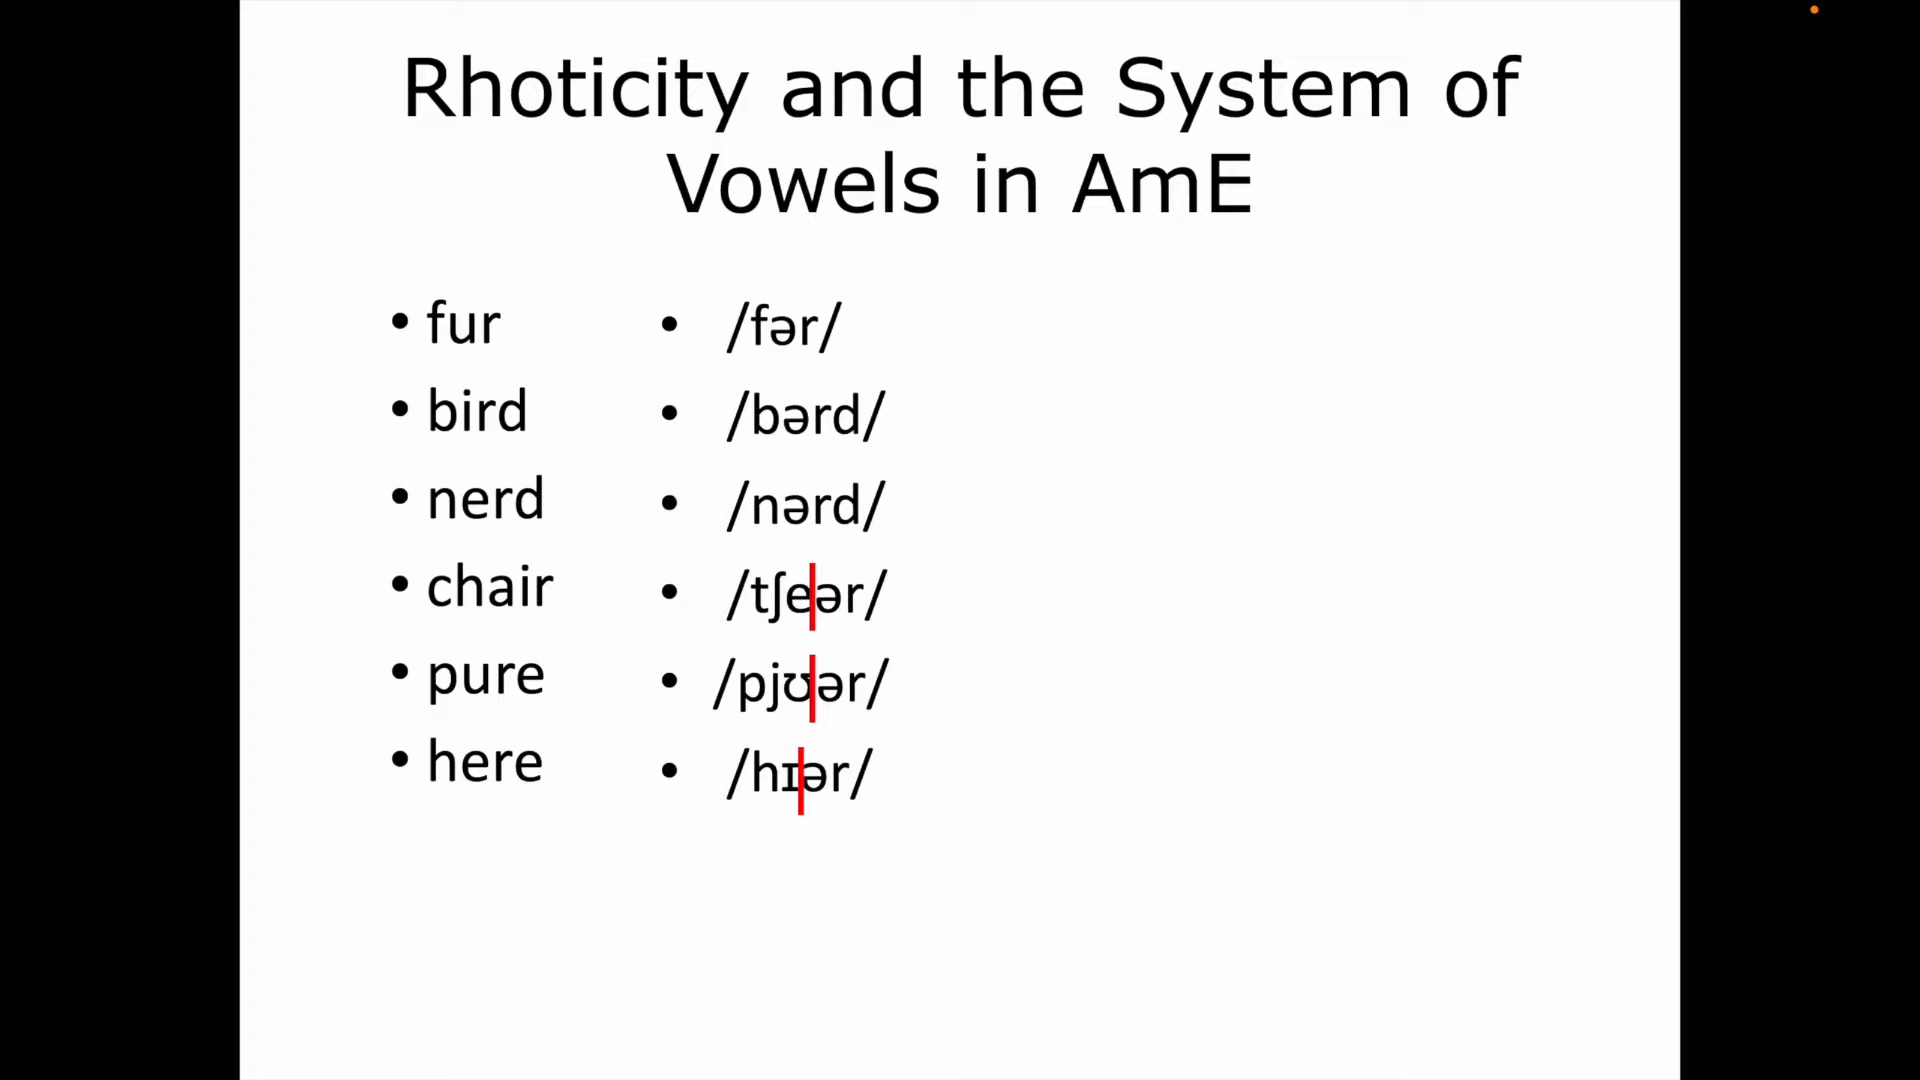 Rhoticity and the System of
Vowels in AmE
• fur • /fər/
• bird • /bərd/
• nerd • /nərd/
• chair • /tʃeər/
• pure • /pjʊər/
• here • /hɪər/